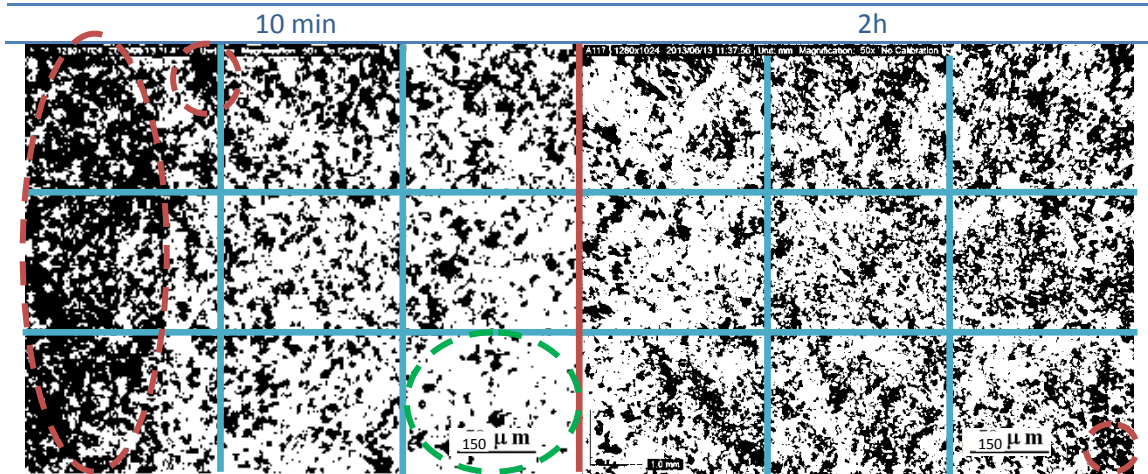 10 min
2h
1280x1024
Magnification: 50x No Calibration
A117 1280x1024 2013/06/13 11:37:56 Unit: mm Magnification: 50x No Calibration
150 μm
150 μm
1.0 mm